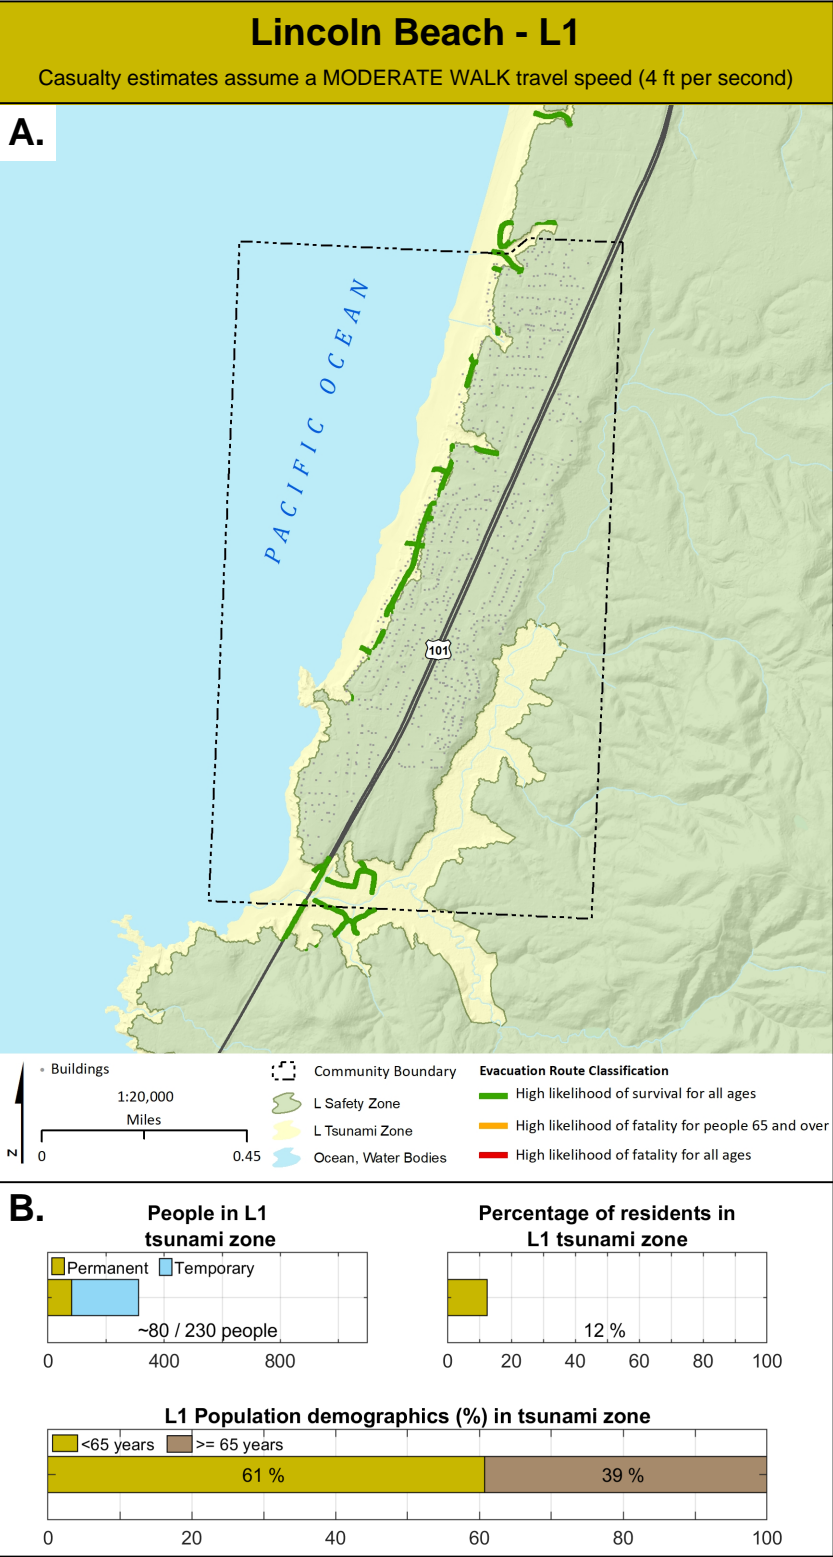 Lincoln Beach - L1
Casualty estimates assume a MODERATE WALK travel speed (4 ft per second)
A.
PACIFIC OCEAN
101
Buildings
1:20,000
Miles
0 0.45
N
Community Boundary
L Safety Zone
L Tsunami Zone
Ocean, Water Bodies
Evacuation Route Classification
High likelihood of survival for all ages
High likelihood of fatality for people 65 and over
High likelihood of fatality for all ages
B.
People in L1
tsunami zone
Permanent Temporary
~80 / 230 people
0 400 800
Percentage of residents in
L1 tsunami zone
12 %
0 20 40 60 80 100
L1 Population demographics (%) in tsunami zone
<65 years >= 65 years
61 % 39 %
0 20 40 60 80 100